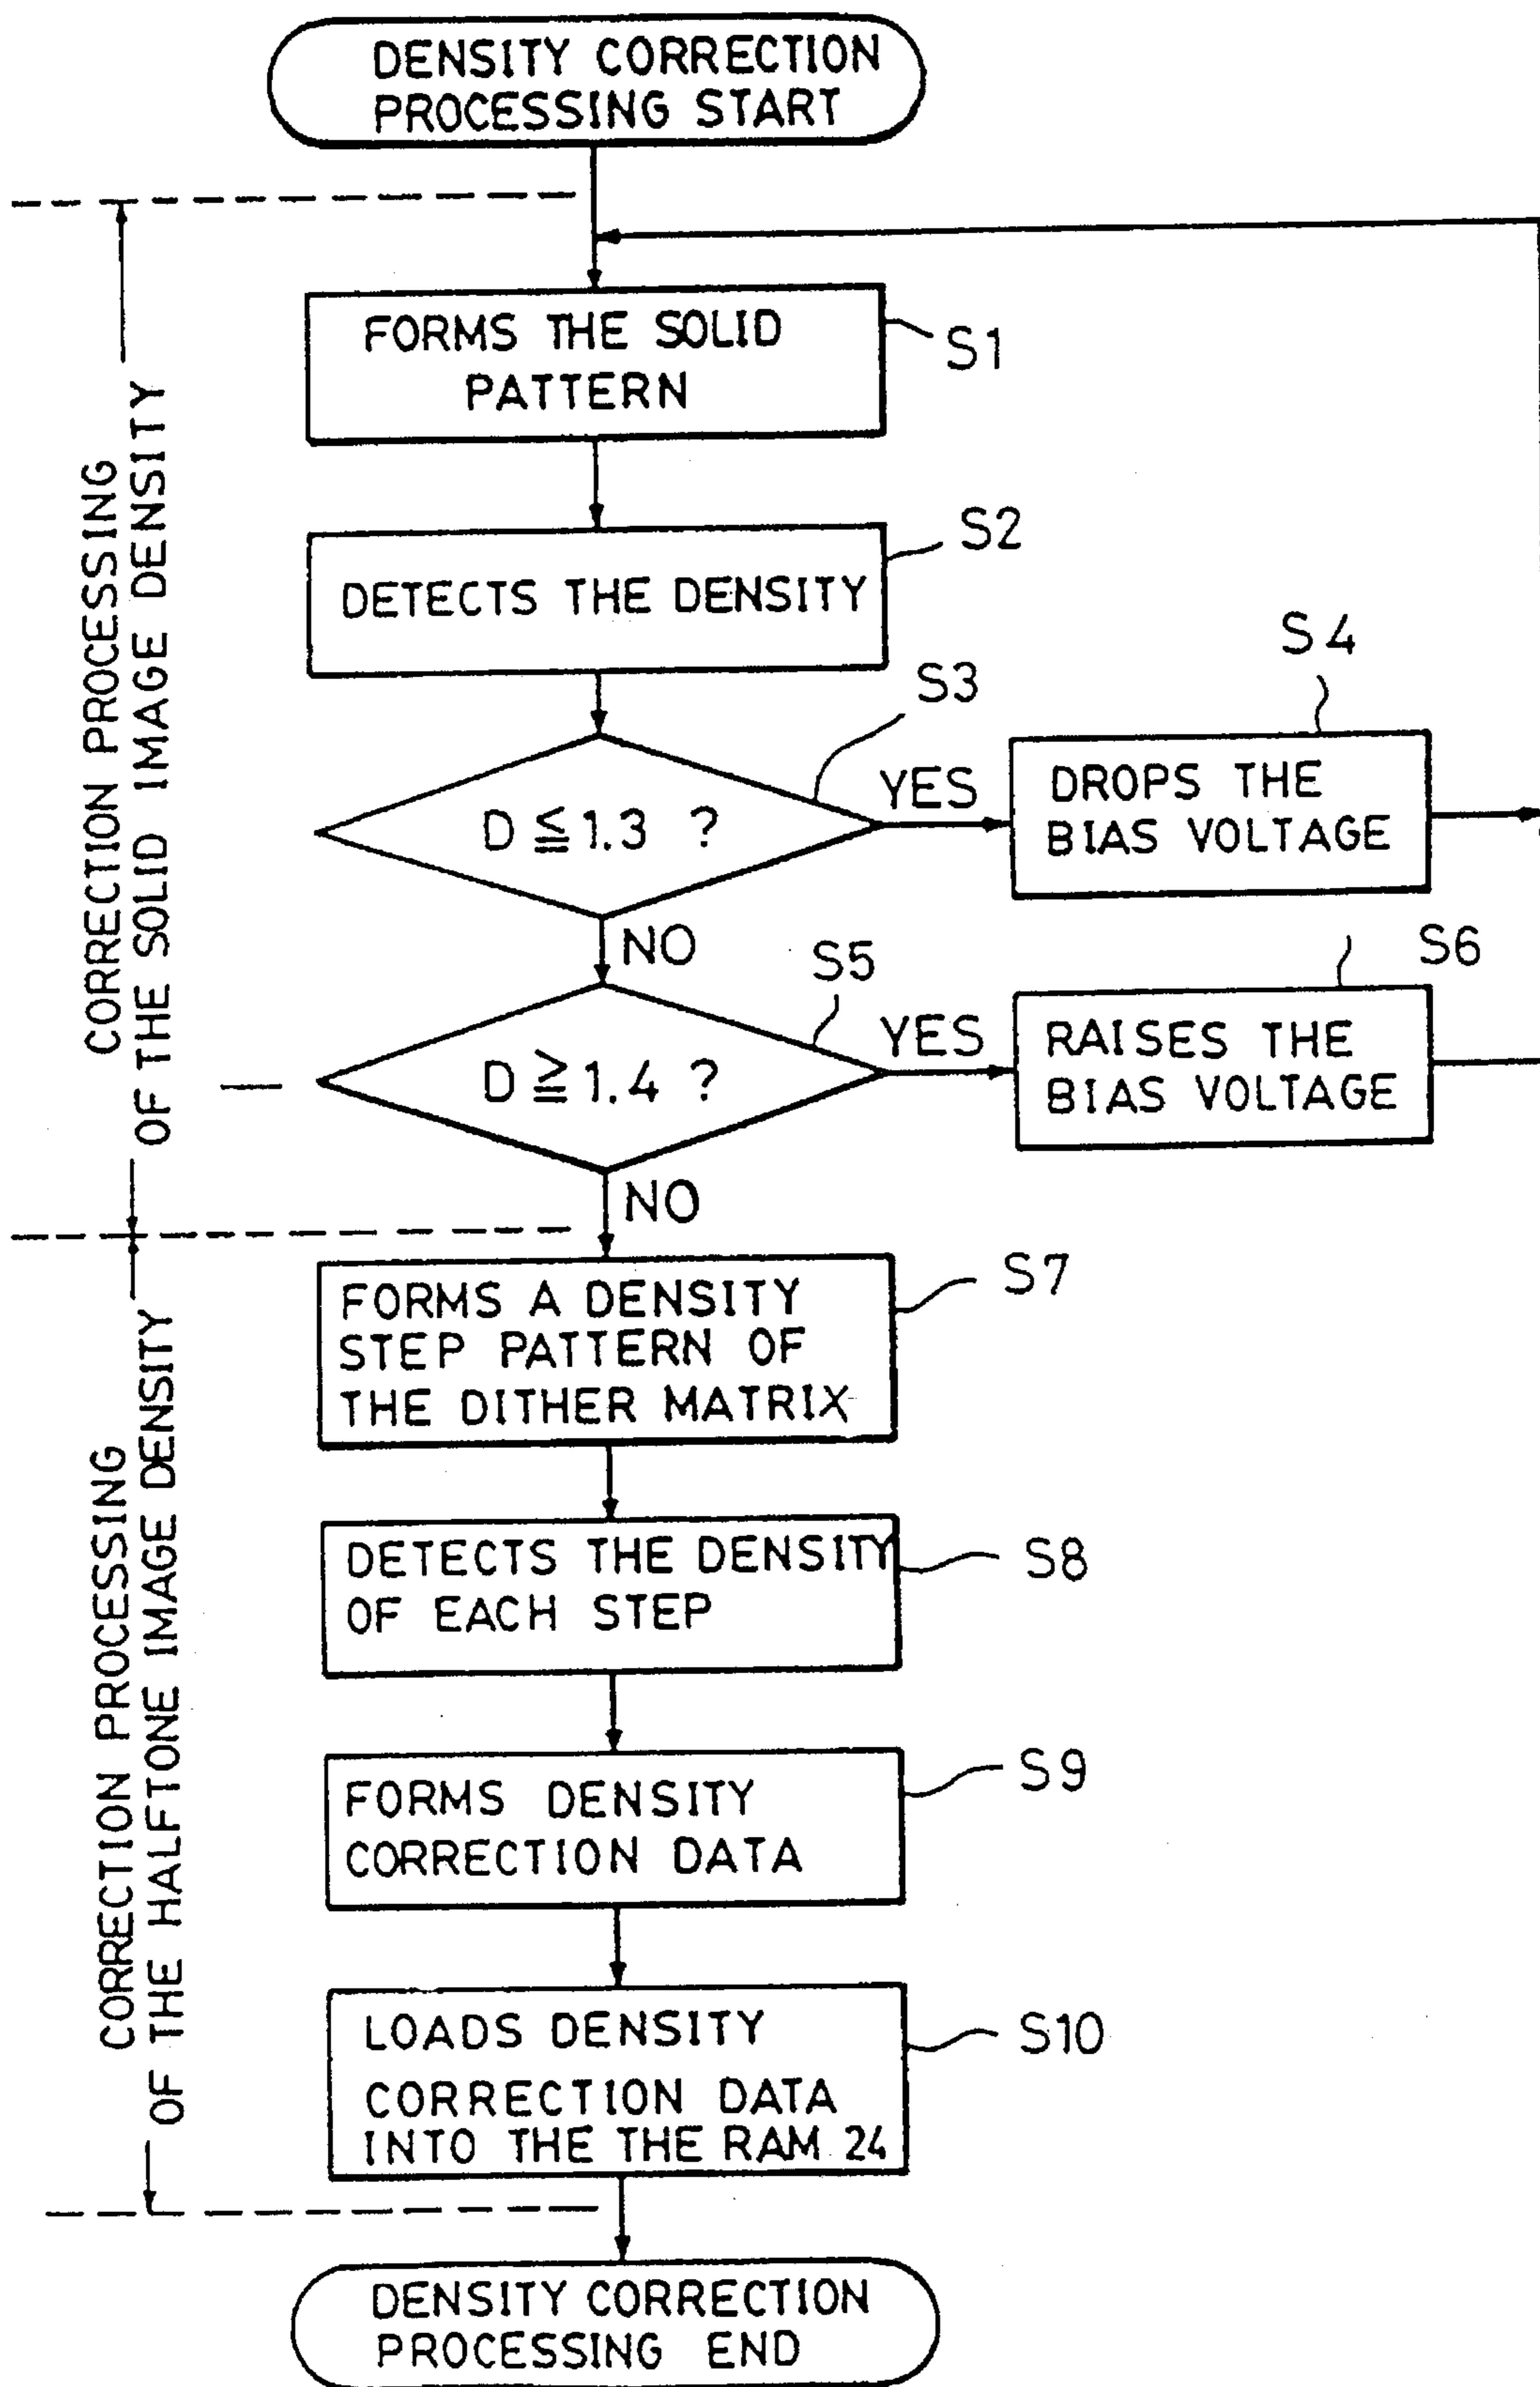 DENSITY CORRECTION
PROCESSING START
CORRECTION PROCESSING
OF THE SOLID IMAGE DENSITY
FORMS THE SOLID
PATTERN
S1
DETECTS THE DENSITY
S2
D ≦ 1.3 ?
S3
YES
NO
DROPS THE
BIAS VOLTAGE
S4
D ≧ 1.4 ?
S5
YES
NO
RAISES THE
BIAS VOLTAGE
S6
CORRECTION PROCESSING
OF THE HALFTONE IMAGE DENSITY
FORMS A DENSITY
STEP PATTERN OF
THE DITHER MATRIX
S7
DETECTS THE DENSITY
OF EACH STEP
S8
FORMS DENSITY
CORRECTION DATA
S9
LOADS DENSITY
CORRECTION DATA
INTO THE THE RAM 24
S10
DENSITY CORRECTION
PROCESSING END